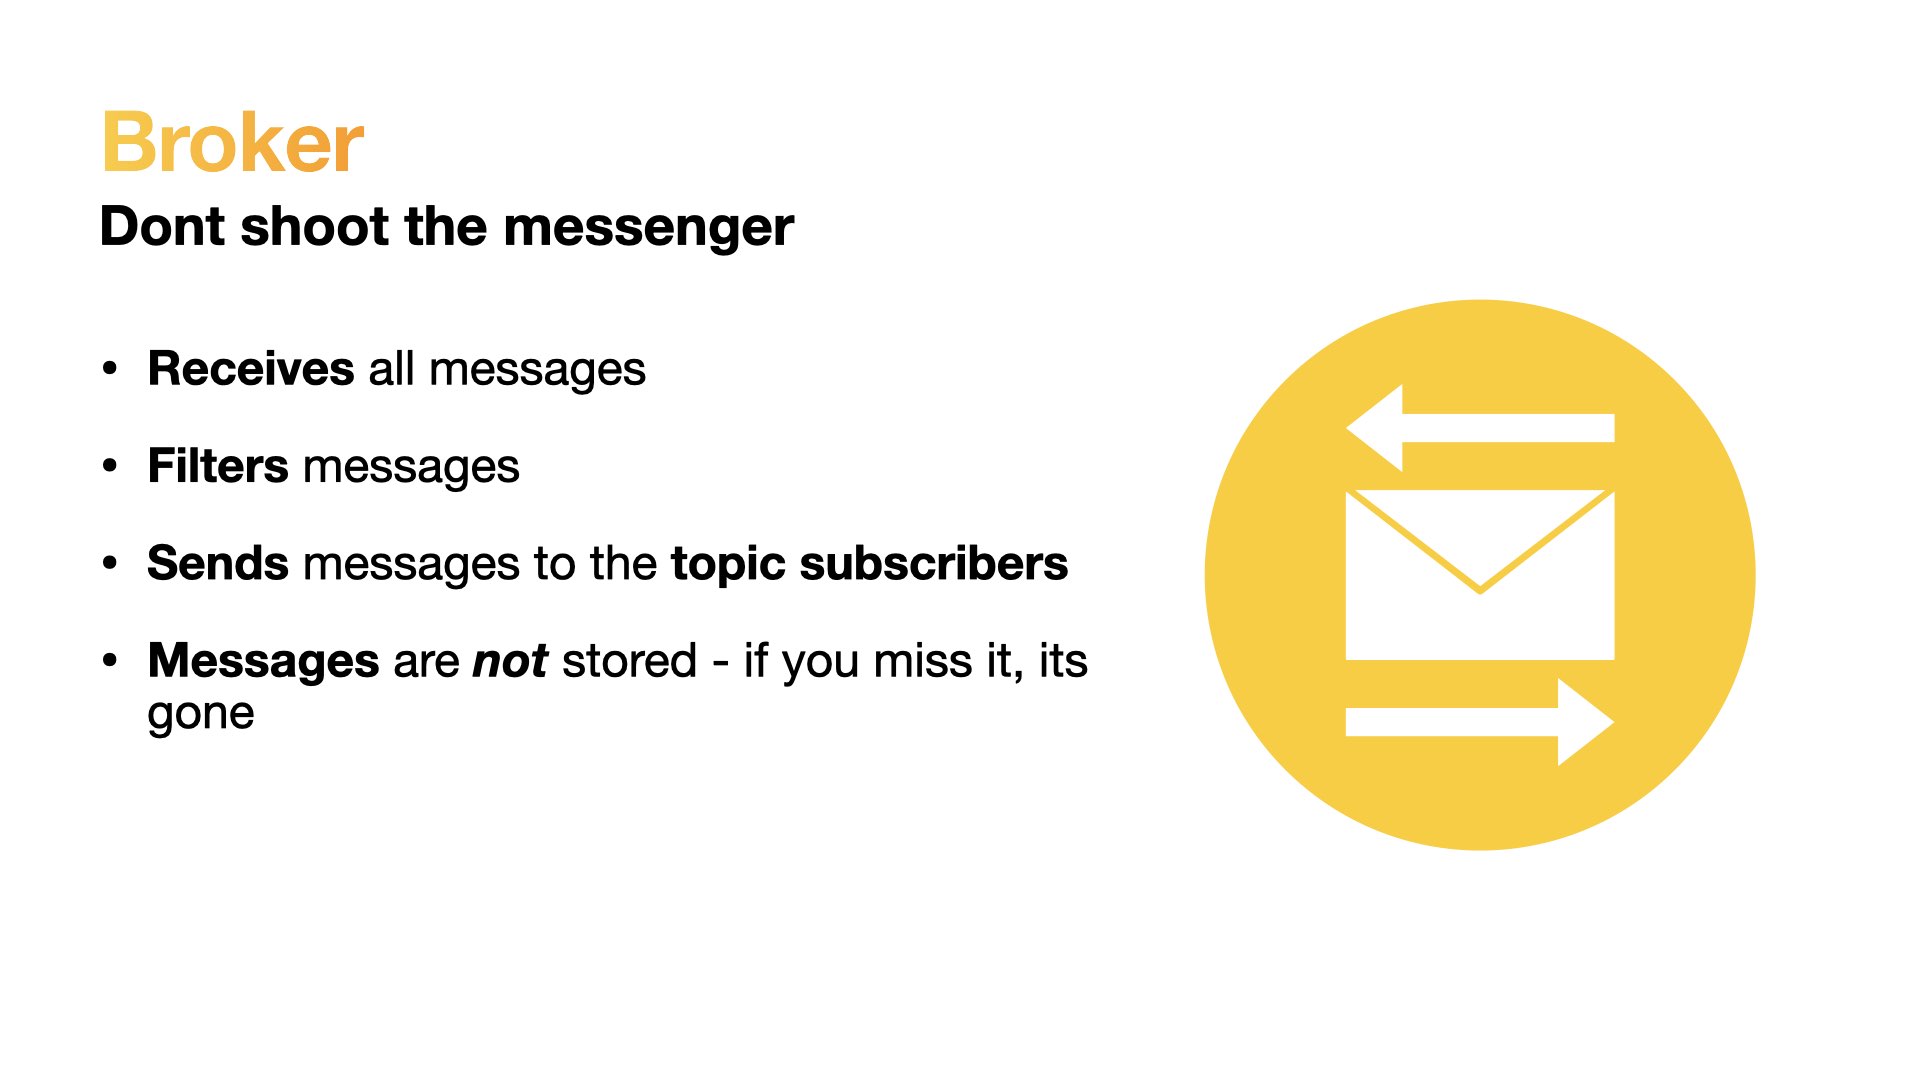 Broker
Dont shoot the messenger
• Receives all messages
• Filters messages
• Sends messages to the topic subscribers
• Messages are not stored - if you miss it, its
gone